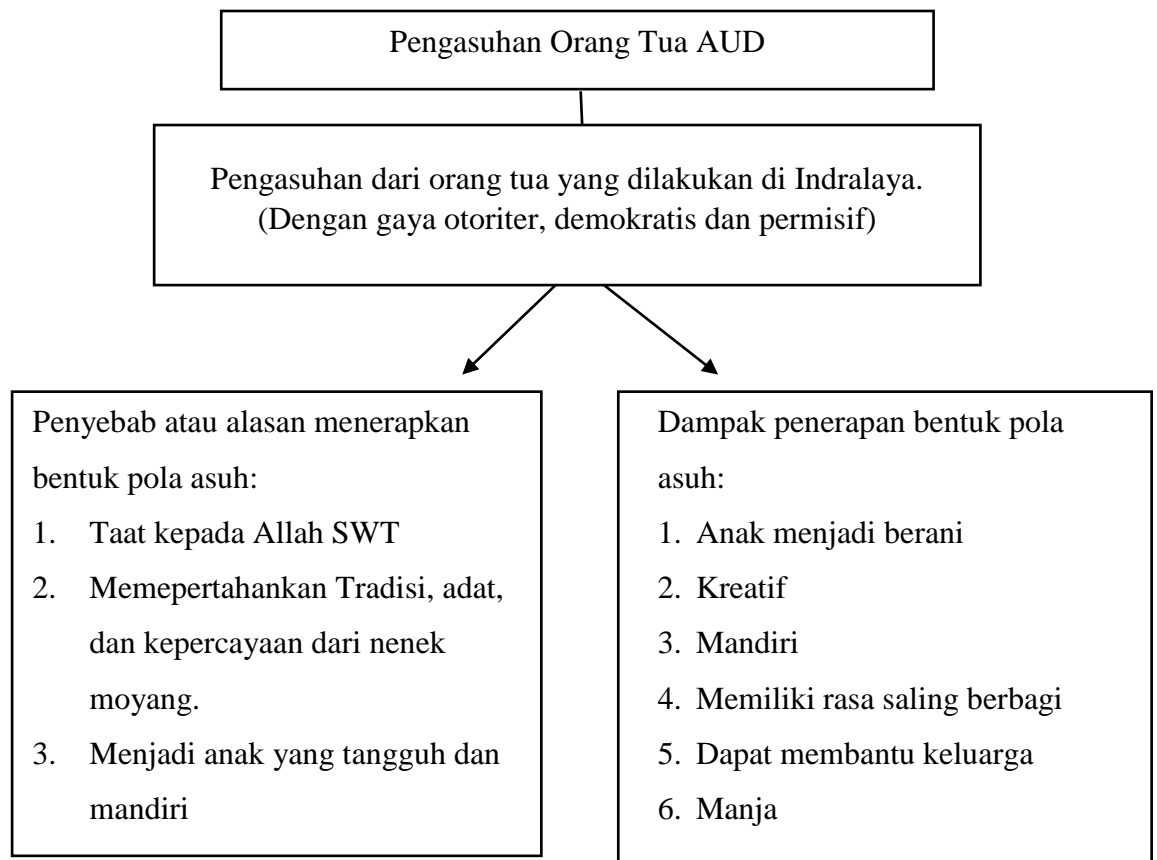 Pengasuhan Orang Tua AUD
Pengasuhan dari orang tua yang dilakukan di Indralaya.
(Dengan gaya otoriter, demokratis dan permisif)
Penyebab atau alasan menerapkan
bentuk pola asuh:
1. Taat kepada Allah SWT
2. Memepertahankan Tradisi, adat,
dan kepercayaan dari nenek
moyang.
3. Menjadi anak yang tangguh dan
mandiri
Dampak penerapan bentuk pola
asuh:
1. Anak menjadi berani
2. Kreatif
3. Mandiri
4. Memiliki rasa saling berbagi
5. Dapat membantu keluarga
6. Manja